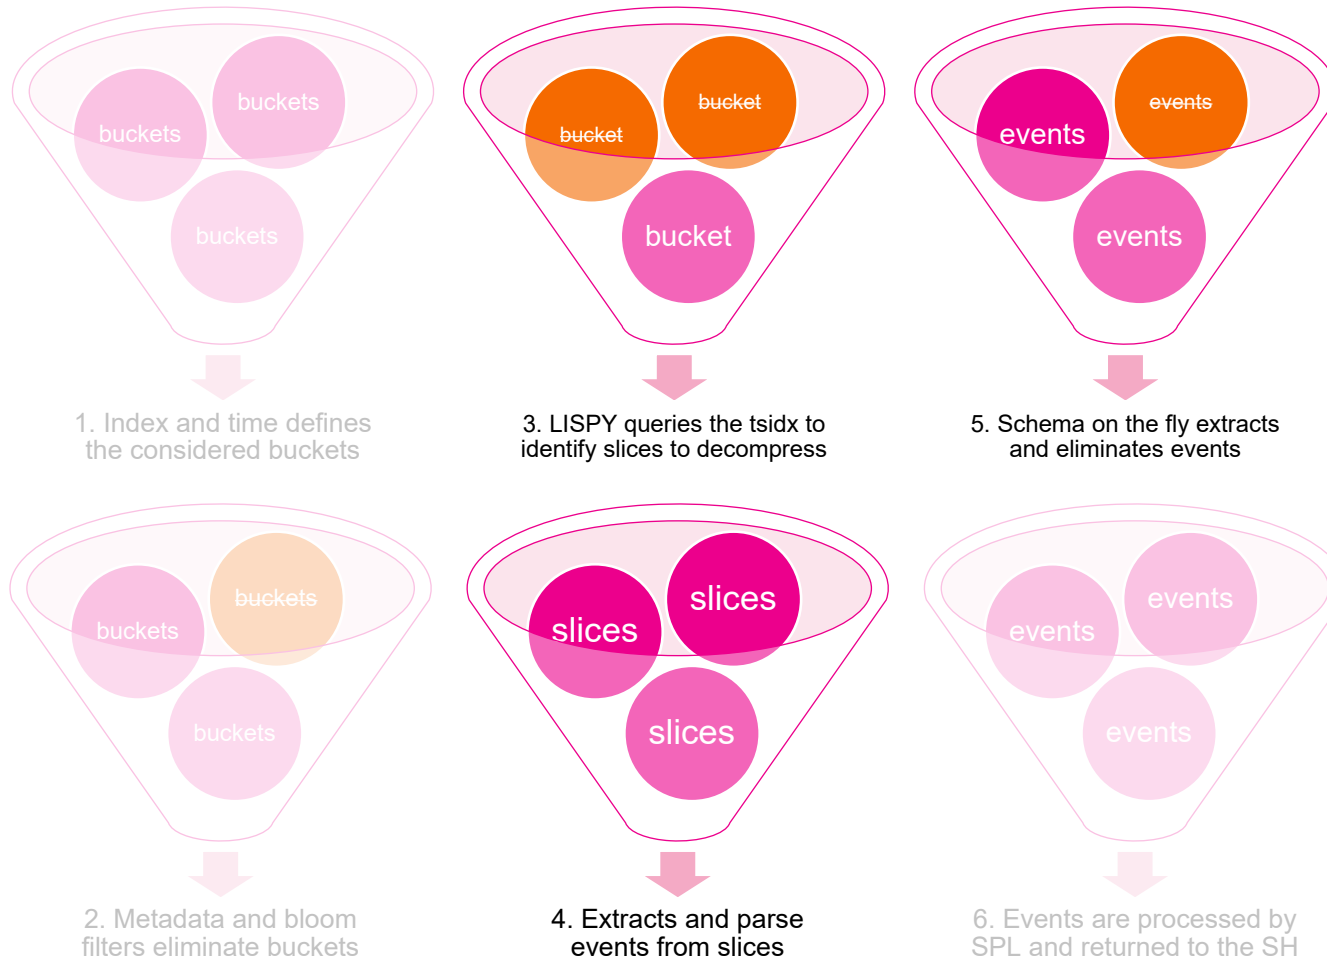 buckets
buckets
buckets
1. Index and time defines
the considered buckets
buckets
buckets
buckets
2. Metadata and bloom
filters eliminate buckets
bucket
bucket
bucket
3. LISPY queries the tsidx to
identify slices to decompress
slices
slices
slices
4. Extracts and parse
events from slices
events
events
events
5. Schema on the fly extracts
and eliminates events
events
events
events
6. Events are processed by
SPL and returned to the SH